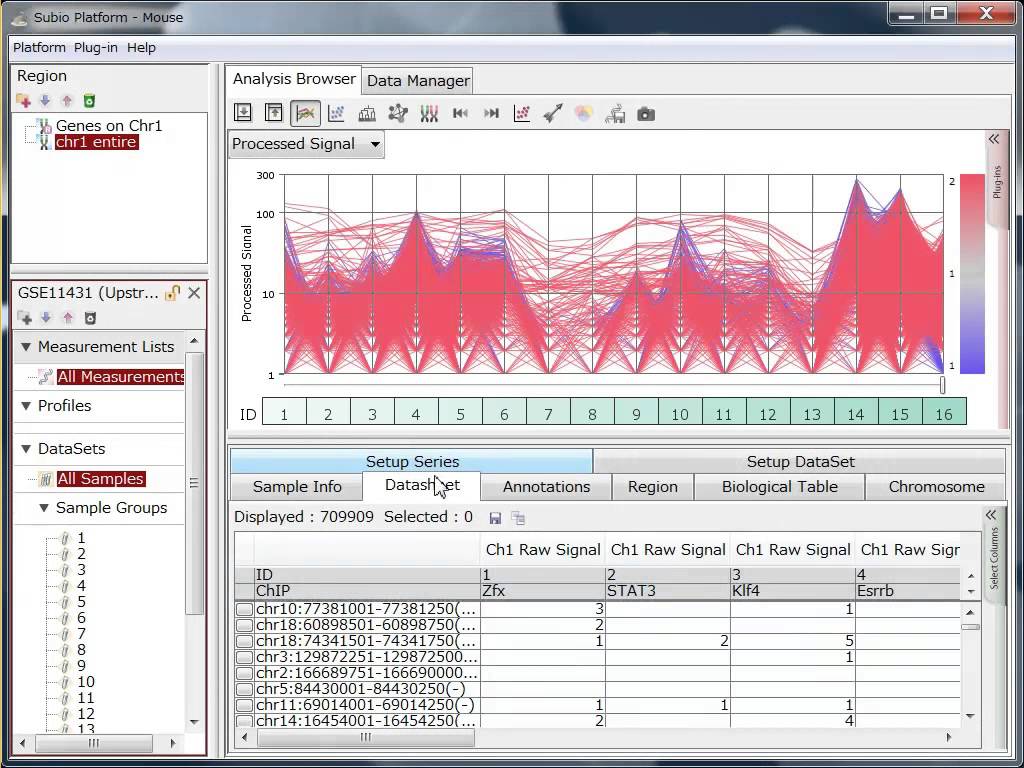 Subio Platform - Mouse
Platform Plug-in Help
Region
Genes on Chr1
chr1 entire
GSE11431 (Upstr...
Measurement Lists
All Measurements
Profiles
DataSets
All Samples
Sample Groups
1
2
3
4
5
6
7
8
9
10
11
12
13
Analysis Browser Data Manager
Processed Signal
Plug-ins
Processed Signal
300
100
10
1
2
1
1
ID 1 2 3 4 5 6 7 8 9 10 11 12 13 14 15 16
Setup Series Setup DataSet
Sample Info Annotations Region Biological Table Chromosome
Displayed : 709909 Selected : 0
Select Columns
Ch1 Raw Signal Ch1 Raw Signal Ch1 Raw Signal Ch1 Raw Sigr
ID 1 2 3 4
ChIP Zfx STAT3 Klf4 Esrrb
chr10:77381001-77381250(... 3 1
chr18:60898501-60898750(... 2
chr18:74341501-74341750(... 1 2 5
chr3:129872251-129872500... 1
chr2:166689751-166690000...
chr5:84430001-84430250(-)
chr11:69014001-69014250(-) 1 1 1
chr14:16454001-16454250(... 2 4